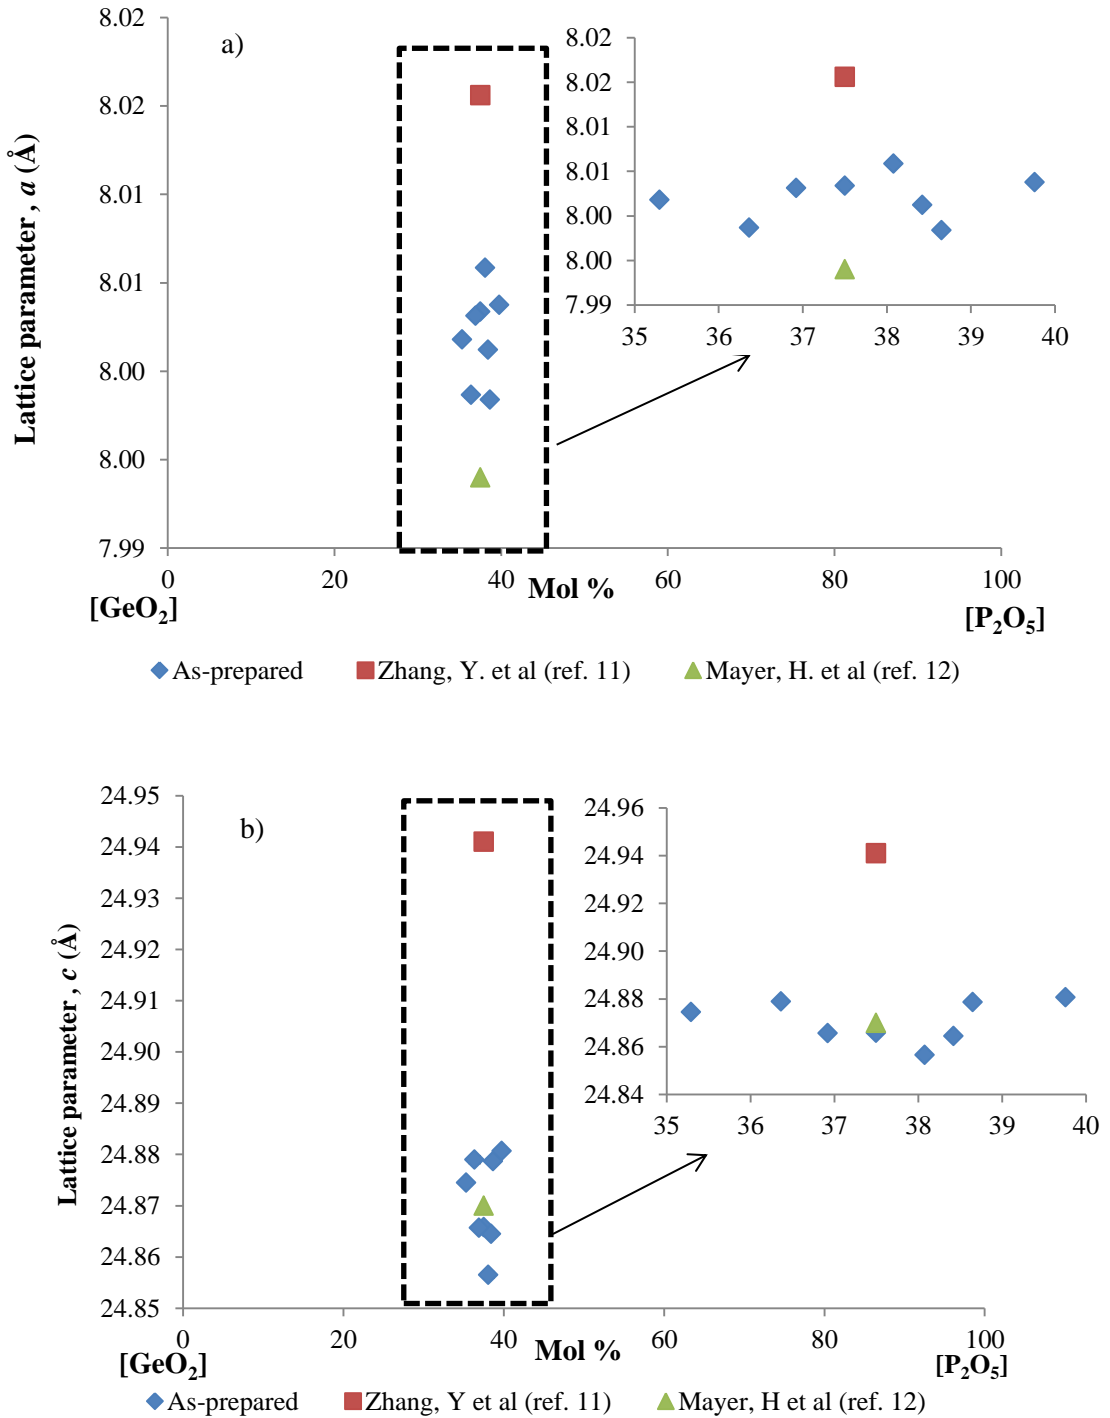 a)
Lattice parameter , a (Å)
8.02
8.02
8.01
8.01
8.00
8.00
7.99
0 20 40 60 80 100
[GeO₂] Mol % [P₂O₅]
8.02
8.02
8.01
8.01
8.00
8.00
7.99
35 36 37 38 39 40
As-prepared Zhang, Y. et al (ref. 11) Mayer, H. et al (ref. 12)
b)
Lattice parameter , c (Å)
24.95
24.94
24.93
24.92
24.91
24.90
24.89
24.88
24.87
24.86
24.85
0 20 40 60 80 100
[GeO₂] Mol % [P₂O₅]
24.96
24.94
24.92
24.90
24.88
24.86
24.84
35 36 37 38 39 40
As-prepared Zhang, Y et al (ref. 11) Mayer, H et al (ref. 12)